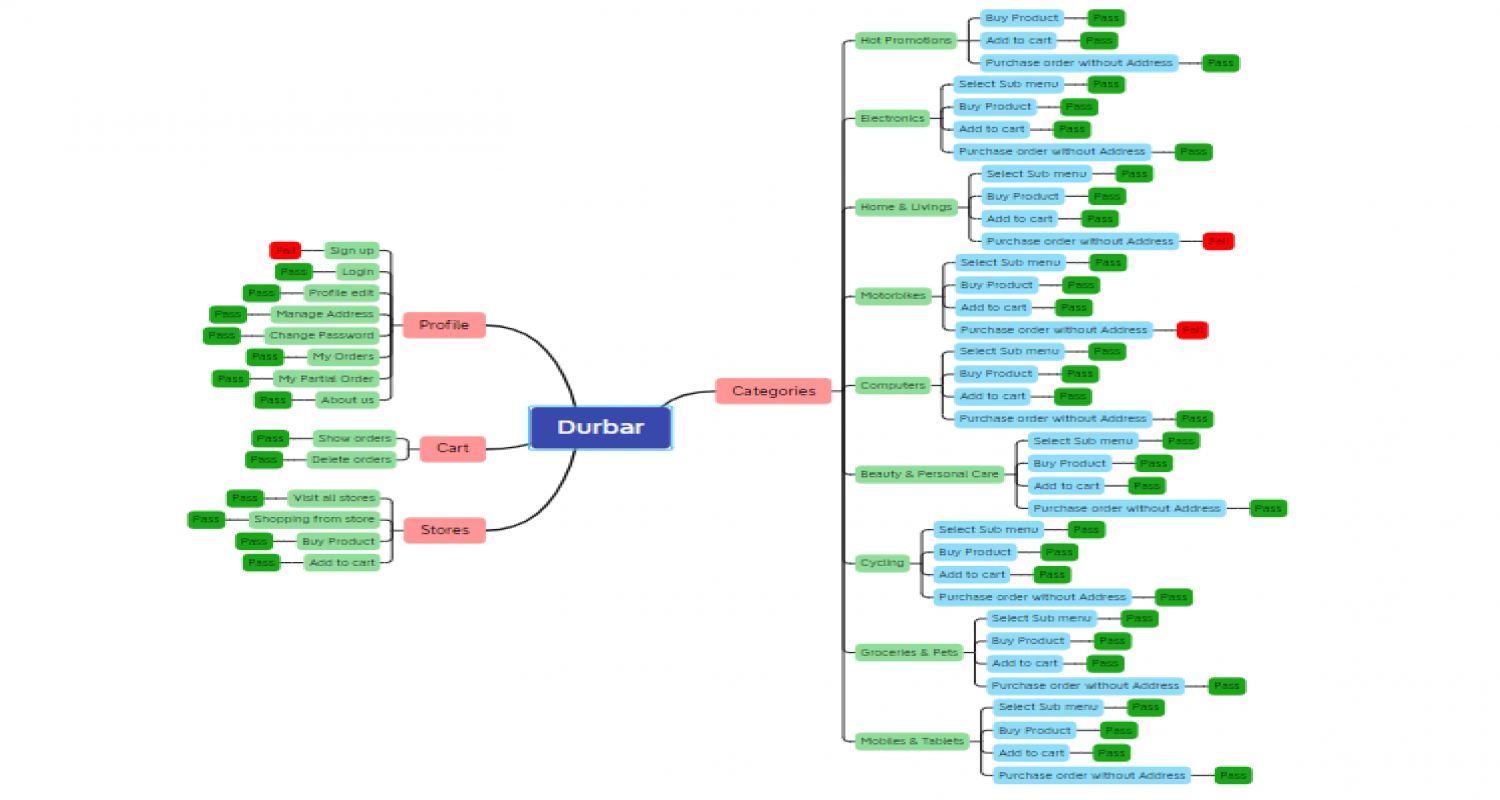 Durbar
Profile
Sign up Fail
Login Pass
Profile edit Pass
Manage Address Pass
Change Password Pass
My Orders Pass
My Partial Order Pass
About us Pass
Cart
Show orders Pass
Delete orders Pass
Stores
Visit all stores Pass
Shopping from store Pass
Buy Product Pass
Add to cart Pass
Categories
Hot Promotions
Buy Product Pass
Add to cart Pass
Purchase order without Address Pass
Electronics
Select Sub menu Pass
Buy Product Pass
Add to cart Pass
Purchase order without Address Pass
Home & Livings
Select Sub menu Pass
Buy Product Pass
Add to cart Pass
Purchase order without Address Fail
Motorbikes
Select Sub menu Pass
Buy Product Pass
Add to cart Pass
Purchase order without Address Fail
Computers
Select Sub menu Pass
Buy Product Pass
Add to cart Pass
Purchase order without Address Pass
Beauty & Personal Care
Select Sub menu Pass
Buy Product Pass
Add to cart Pass
Purchase order without Address Pass
Cycling
Select Sub menu Pass
Buy Product Pass
Add to cart Pass
Purchase order without Address Pass
Groceries & Pets
Select Sub menu Pass
Buy Product Pass
Add to cart Pass
Purchase order without Address Pass
Mobiles & Tablets
Select Sub menu Pass
Buy Product Pass
Add to cart Pass
Purchase order without Address Pass